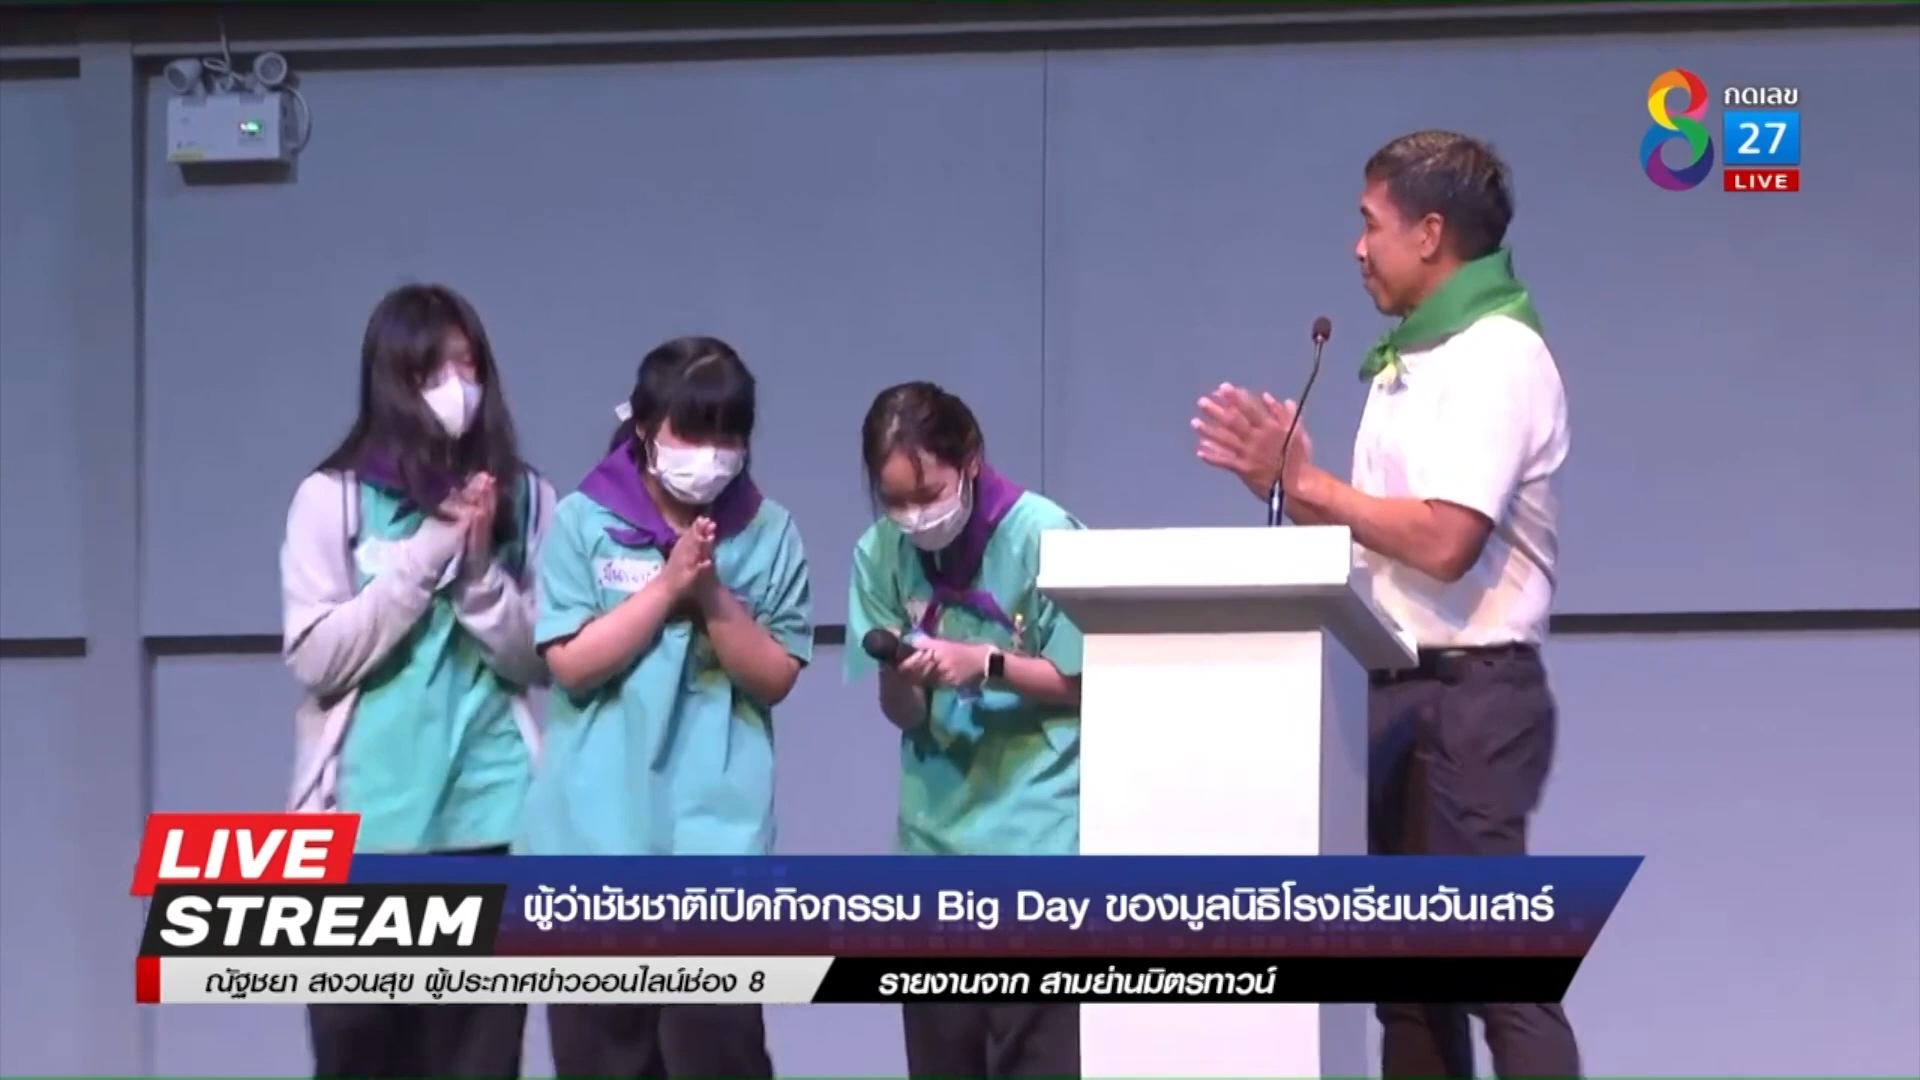 กดเลข
27
LIVE
LIVE
STREAM
ผู้ว่าชัชชาติเปิดกิจกรรม Big Day ของมูลนิธิโรงเรียนวันเสาร์
ณัฐชยา สงวนสุข ผู้ประกาศข่าวออนไลน์ช่อง 8
รายงานจาก สามย่านมิตรทาวน์